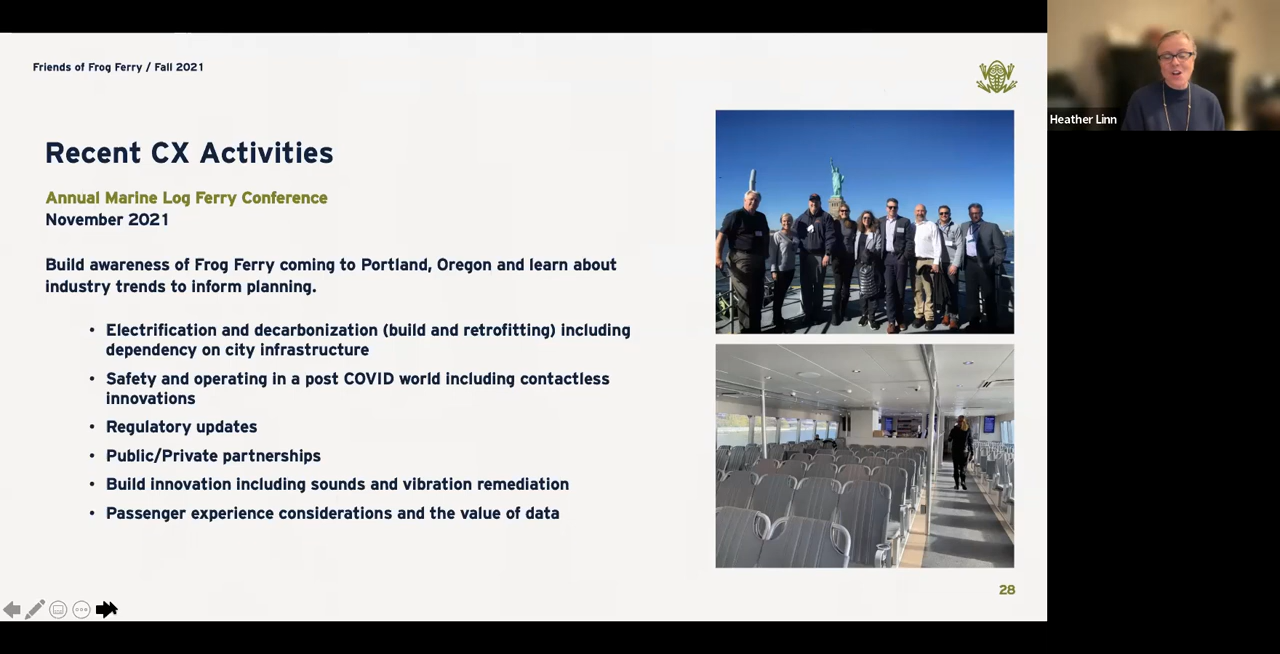 Friends of Frog Ferry / Fall 2021
Recent CX Activities
Annual Marine Log Ferry Conference
November 2021
Build awareness of Frog Ferry coming to Portland, Oregon and learn about
industry trends to inform planning.
• Electrification and decarbonization (build and retrofitting) including
dependency on city infrastructure
• Safety and operating in a post COVID world including contactless
innovations
• Regulatory updates
• Public/Private partnerships
• Build innovation including sounds and vibration remediation
• Passenger experience considerations and the value of data
28
Heather Linn